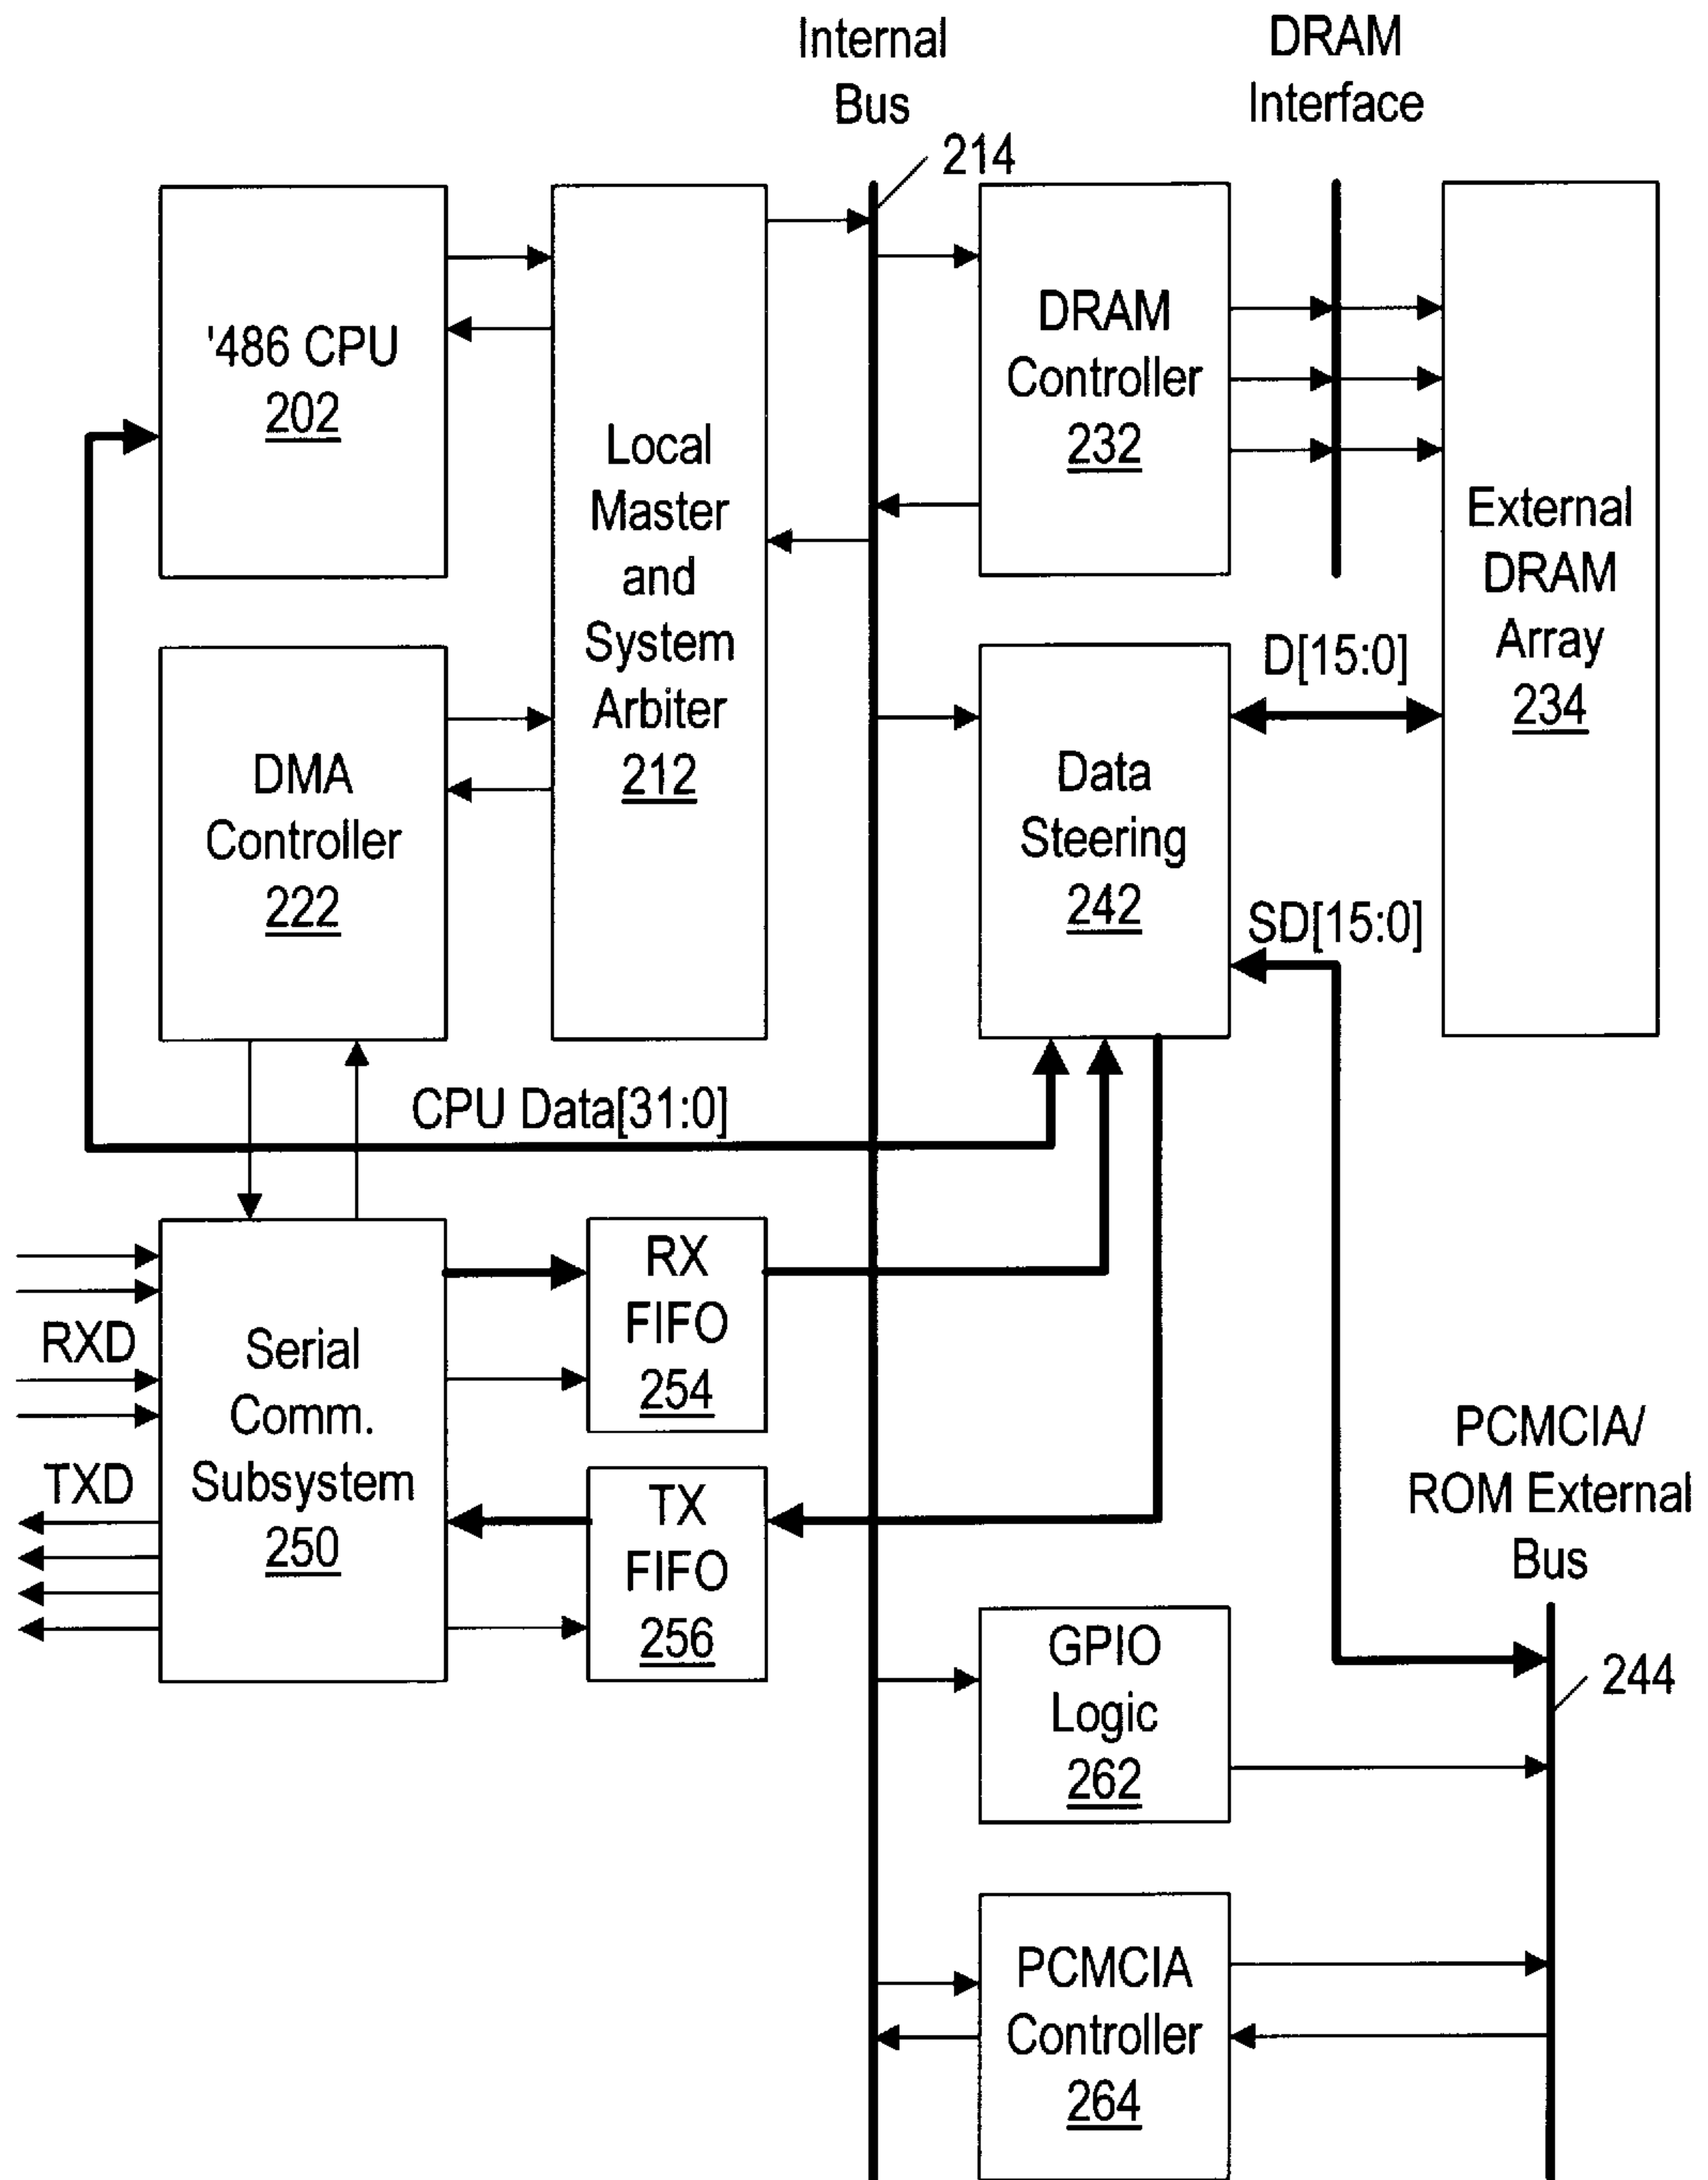 Internal
Bus
DRAM
Interface
214
'486 CPU
202
Local
Master
and
System
Arbiter
212
DRAM
Controller
232
External
DRAM
Array
234
DMA
Controller
222
Data
Steering
242
D[15:0]
SD[15:0]
CPU Data[31:0]
RXD
TXD
Serial
Comm.
Subsystem
250
RX
FIFO
254
TX
FIFO
256
PCMCIA/
ROM External
Bus
244
GPIO
Logic
262
PCMCIA
Controller
264